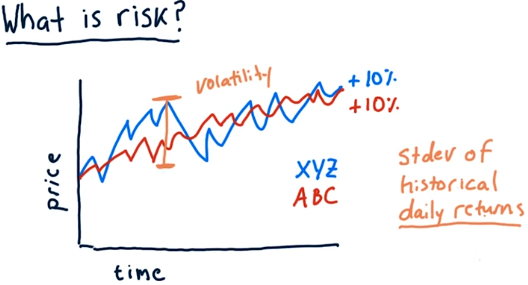 What is risk?
volatility
+10%
+10%
price
XYZ
ABC
stdev of
historical
daily returns
time